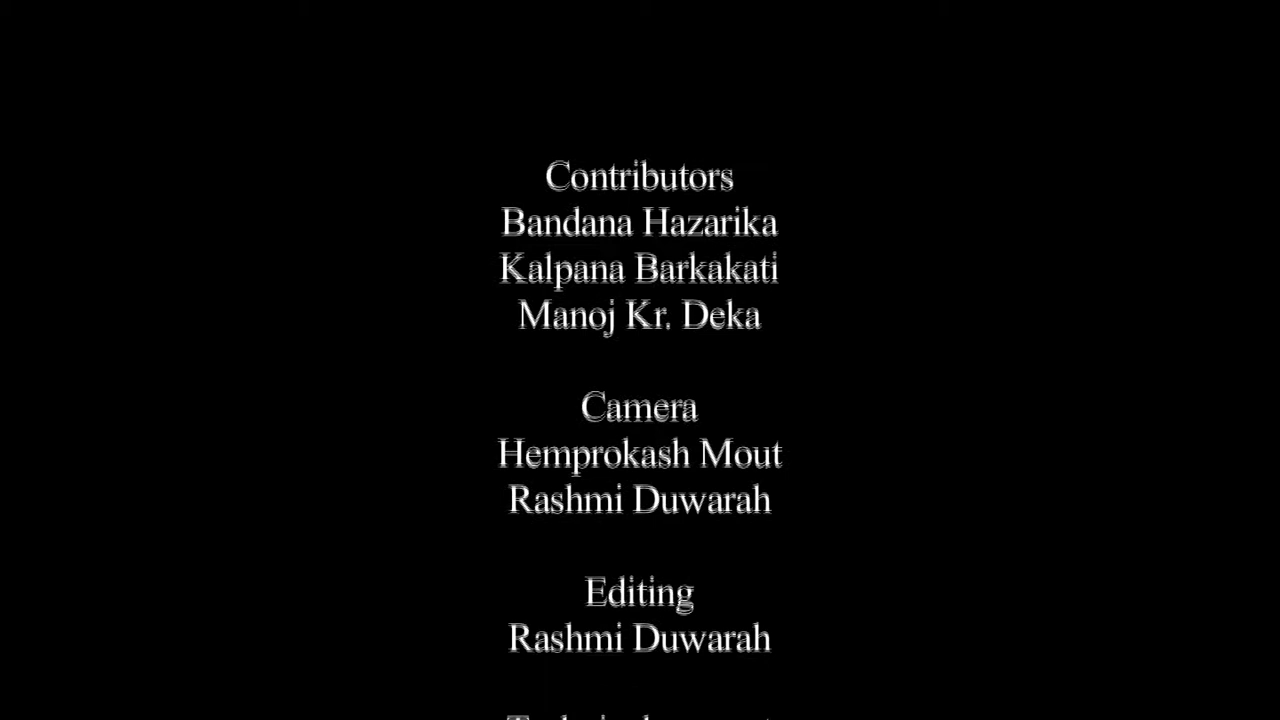 Contributors
Bandana Hazarika
Kalpana Barkakati
Manoj Kr. Deka
Camera
Hemprokash Mout
Rashmi Duwarah
Editing
Rashmi Duwarah